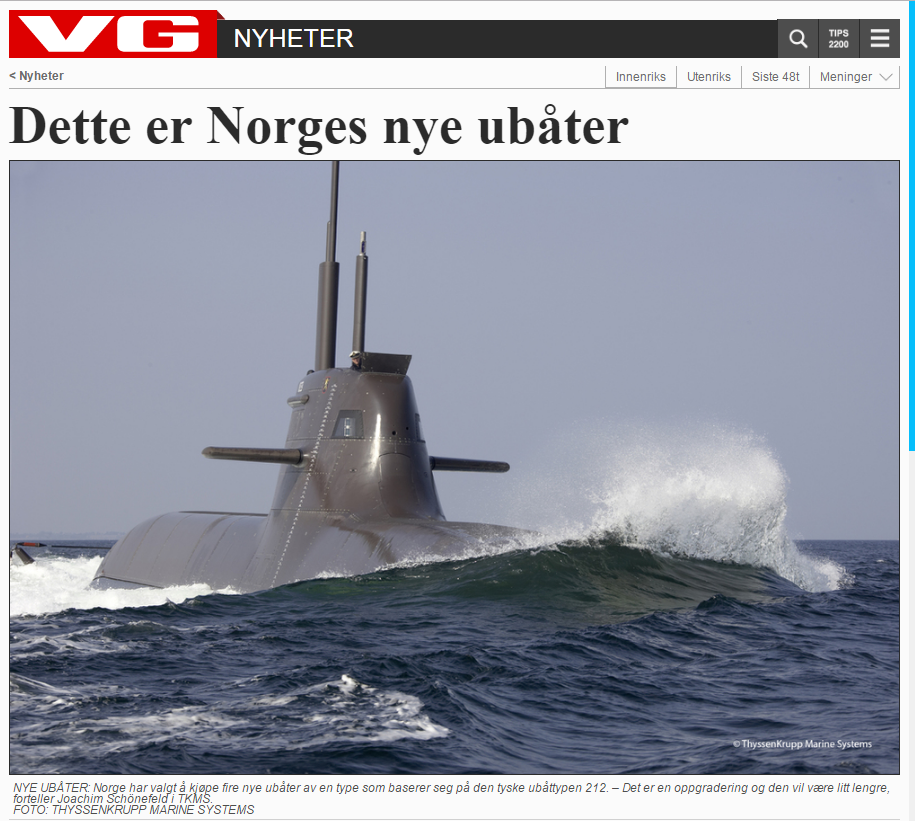 VG NYHETER TIPS
2200
< Nyheter Innenriks Utenriks Siste 48t Meninger
Dette er Norges nye ubåter
© ThyssenKrupp Marine Systems
NYE UBÅTER: Norge har valgt å kjøpe fire nye ubåter av en type som baserer seg på den tyske ubåttypen 212. – Det er en oppgradering og den vil være litt lengre,
forteller Joachim Schönefeld i TKMS.
FOTO: THYSSENKRUPP MARINE SYSTEMS